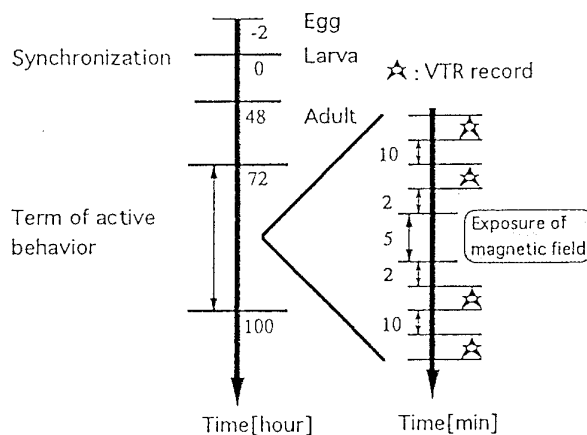 -2
Egg
Synchronization
0
Larva
: VTR record
48
Adult
10
72
2
Term of active
behavior
5
Exposure of
magnetic field
2
10
100
Time[hour]
Time[min]